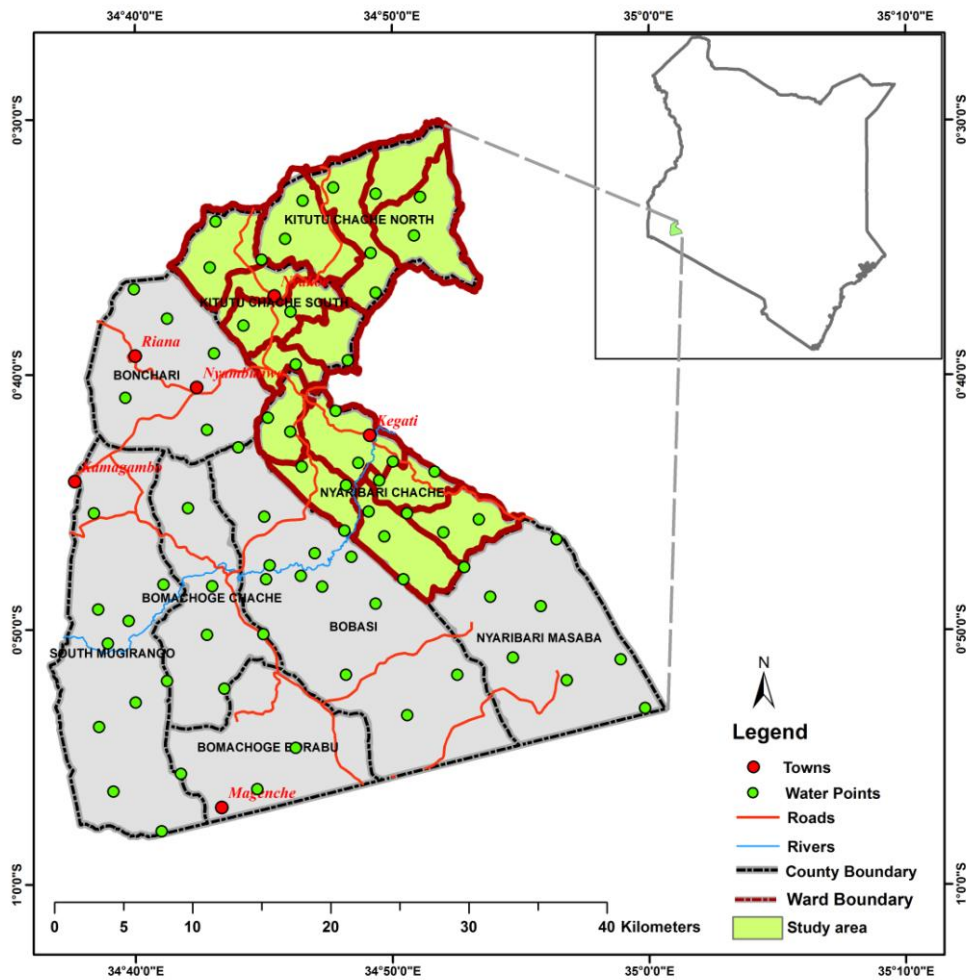 34°40'0"E
34°50'0"E
35°0'0"E
35°10'0"E
0°30'0"S
0°30'0"S
KITUTU CHACHE NORTH
KITUTU CHACHE SOUTH
Riana
BONCHARI
0°40'0"S
0°40'0"S
Kegati
NYARIBARI CHACHE
BOMACHOGE CHACHE
BOBASI
NYARIBARI MASABA
SOUTH MUGIRANGO
0°50'0"S
0°50'0"S
N
BOMACHOGE BORABU
Magenche
Legend
Towns
Water Points
Roads
Rivers
County Boundary
Ward Boundary
Study area
1°0'0"S
1°0'0"S
0 5 10 20 30 40 Kilometers
34°40'0"E
34°50'0"E
35°0'0"E
35°10'0"E